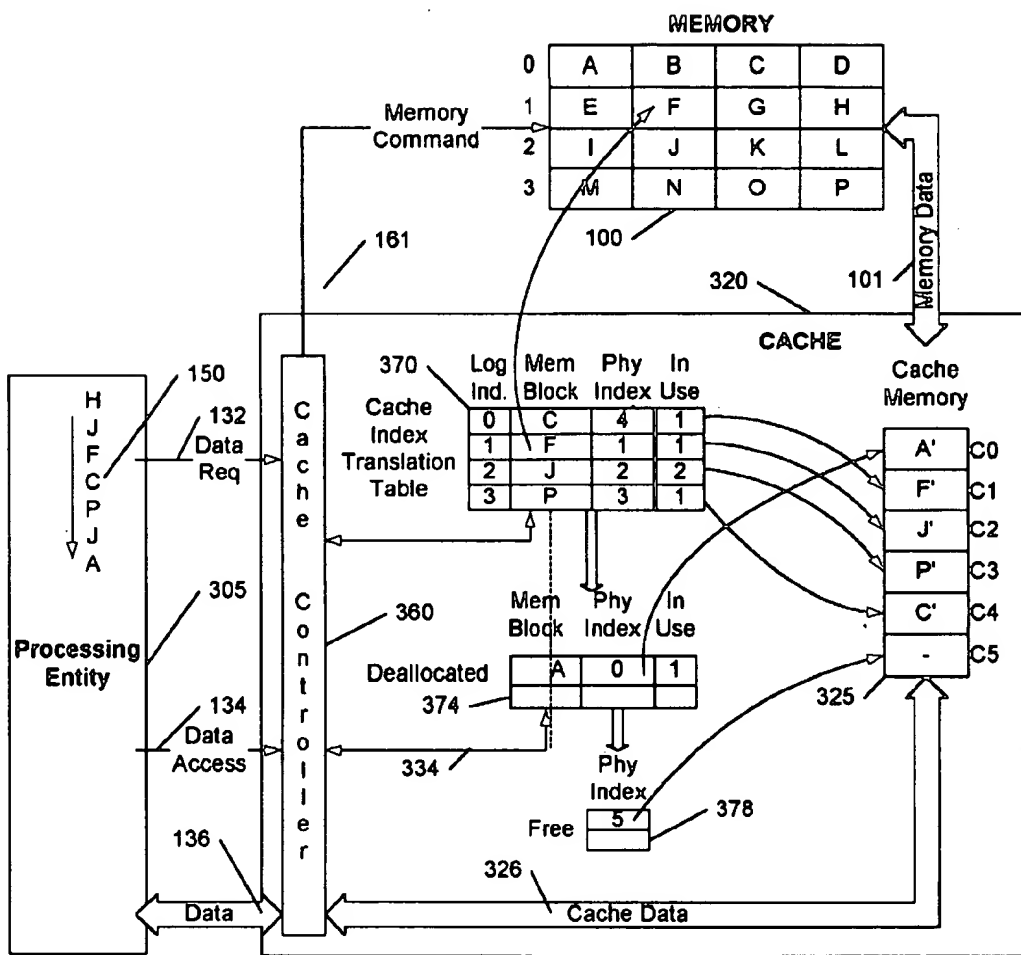 MEMORY
0 A B C D
1 E F G H
2 I J K L
3 M N O P
Memory
Command
100
161
101
Memory Data
320
CACHE
Cache
Memory
A' C0
F' C1
J' C2
P' C3
C' C4
- C5
325
370
Log Mem Phy In
Ind. Block Index Use
0 C 4 1
1 F 1 1
2 J 2 2
3 P 3 1
Cache
Index
Translation
Table
H
J
F
C
P
J
A
150
132
Data
Req
Cache Controller
305
Processing
Entity
360
134
Data
Access
Mem Phy In
Block Index Use
Deallocated A 0 1
374
334
Phy
Index
Free 5
378
136
Data
326
Cache Data